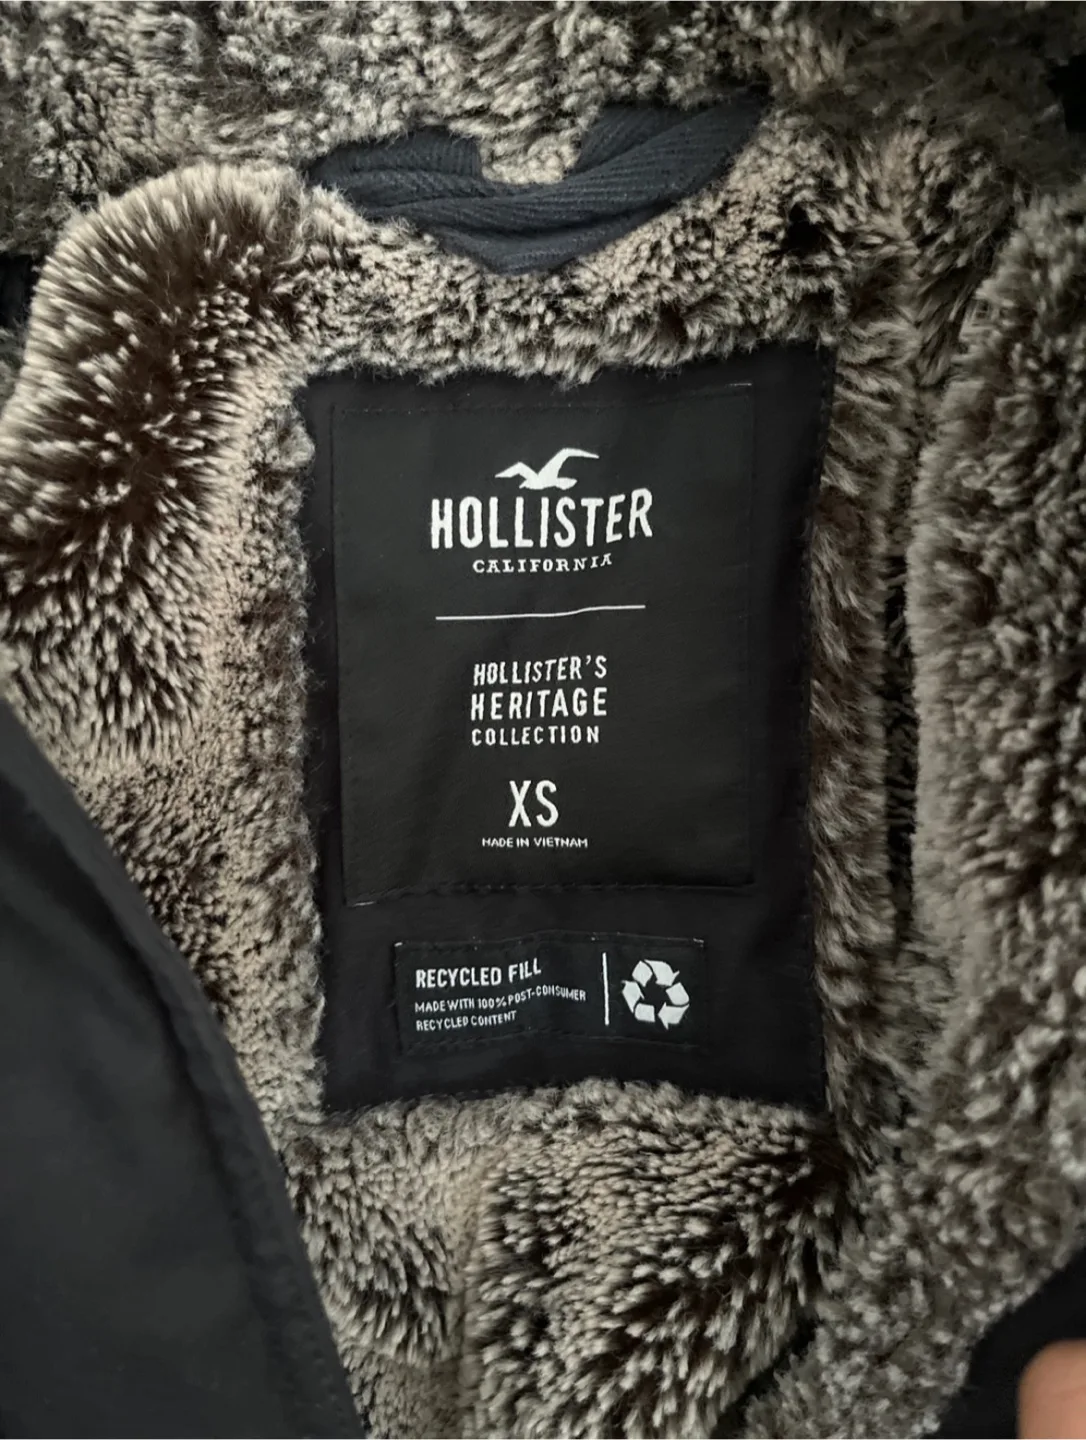 HOLLISTER
CALIFORNIA
HOLLISTER'S
HERITAGE
COLLECTION
XS
MADE IN VIETNAM
RECYCLED FILL
MADE WITH 100% POST-CONSUMER
RECYCLED CONTENT